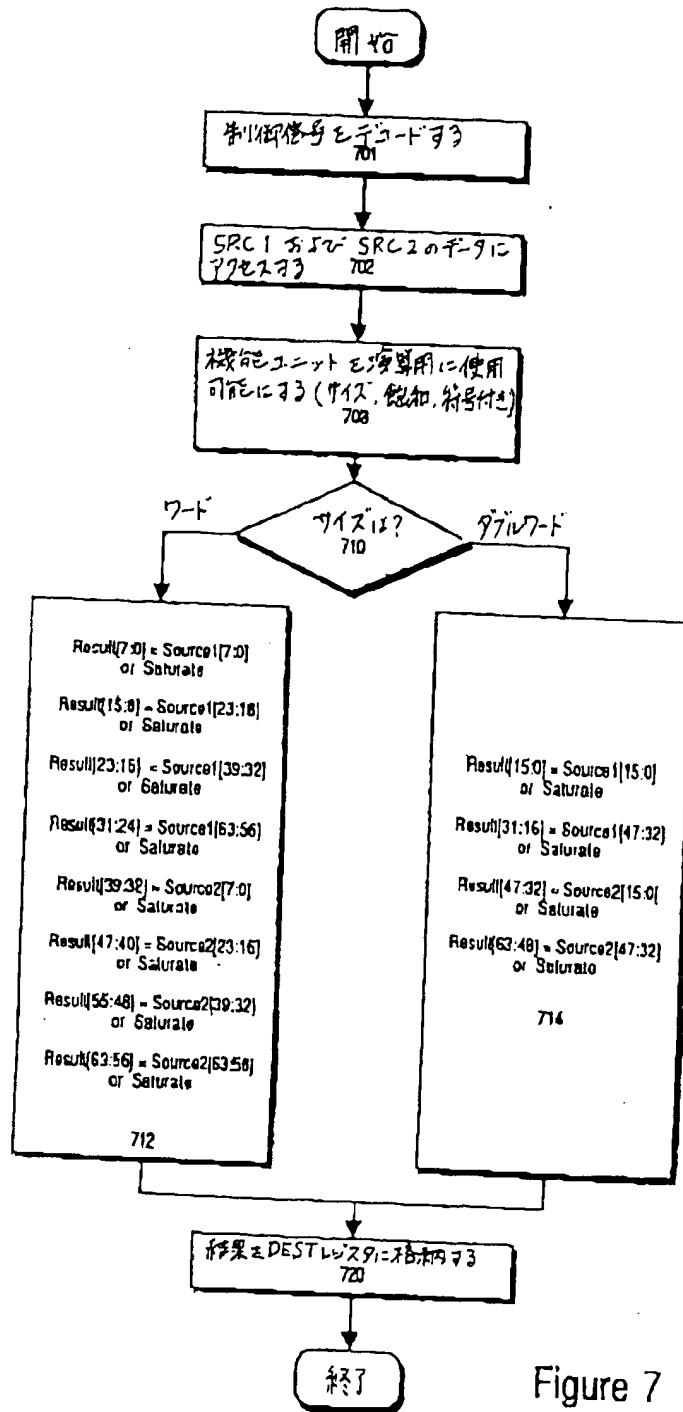 開始
制御信号をデコードする
701
SRC1 および SRC2のデータに
アクセスする 702
機能ユニットを演算用に使用
可能にする(サイズ,飽和,符号付き)
703
サイズは?
710
ワード
ダブルワード
Result[7:0] = Source1[7:0]
or Saturate
Result[15:8] = Source1[23:16]
or Saturate
Result[23:16] = Source1[39:32]
or Saturate
Result[31:24] = Source1[63:56]
or Saturate
Result[39:32] = Source2[7:0]
or Saturate
Result[47:40] = Source2[23:16]
or Saturate
Result[55:48] = Source2[39:32]
or Saturate
Result[63:56] = Source2[63:56]
or Saturate
712
Result[15:0] = Source1[15:0]
or Saturate
Result[31:16] = Source1[47:32]
or Saturate
Result[47:32] = Source2[15:0]
or Saturate
Result[63:48] = Source2[47:32]
or Saturate
714
結果をDESTレジスタに格納する
720
終了
Figure 7